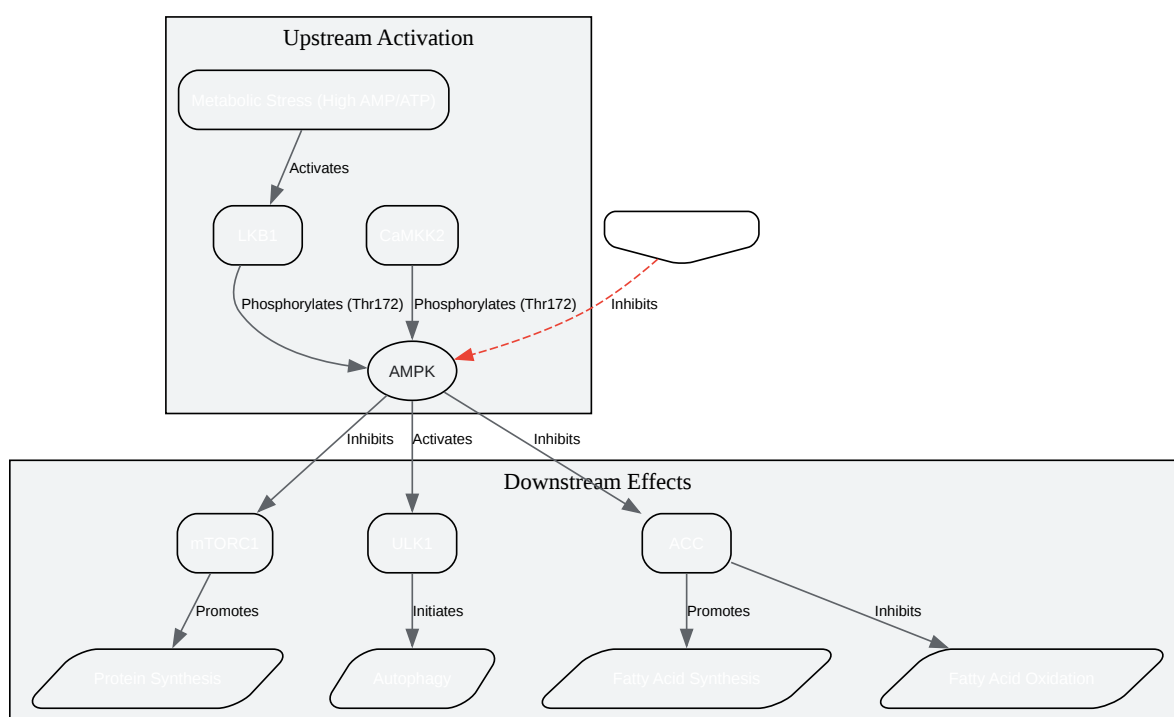 Upstream Activation
Metabolic Stress (High AMP/ATP)
Activates
LKB1
CaMKK2
Phosphorylates (Thr172)
Phosphorylates (Thr172)
Inhibits
AMPK
Inhibits
Activates
Inhibits
Downstream Effects
mTORC1
ULK1
ACC
Promotes
Initiates
Promotes
Inhibits
Protein Synthesis
Autophagy
Fatty Acid Synthesis
Fatty Acid Oxidation